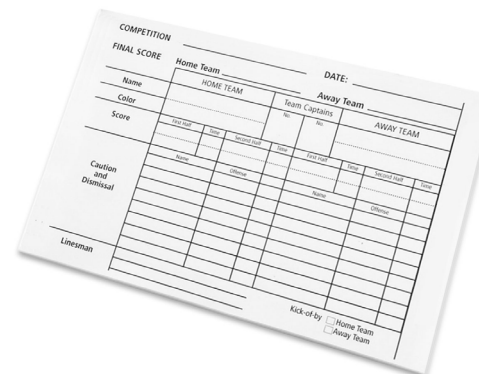 COMPETITION
DATE:
FINAL SCORE Home Team Away Team
HOME TEAM Team Captains AWAY TEAM
Name No. No.
Color
Score First Half Time Second Half Time First Half Time Second Half Time
Name Offense Name Offense
Caution
and
Dismissal
Linesman
Kick-of-by Home Team
Away Team